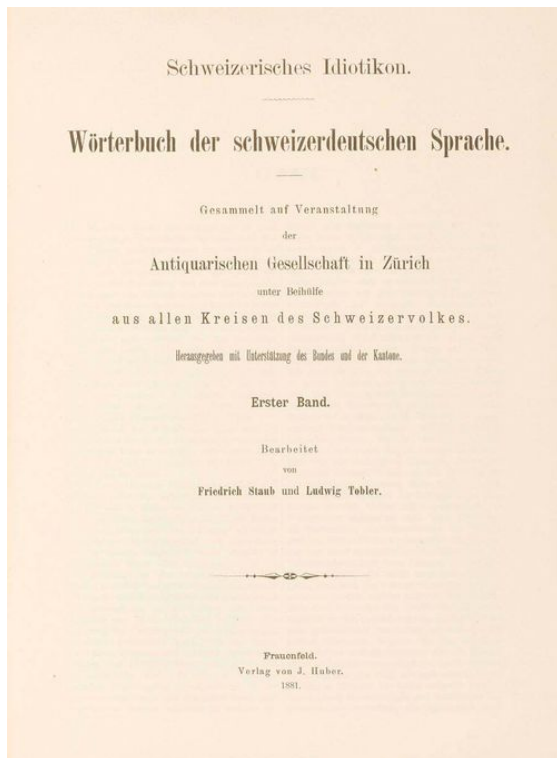 Schweizerisches Idiotikon.
Wörterbuch der schweizerdeutschen Sprache.
Gesammelt auf Veranstaltung
der
Antiquarischen Gesellschaft in Zürich
unter Beihülfe
aus allen Kreisen des Schweizervolkes.
Herausgegeben mit Unterstützung des Bundes und der Kantone.
Erster Band.
Bearbeitet
von
Friedrich Staub und Ludwig Tobler.
Frauenfeld.
Verlag von J. Huber.
1881.